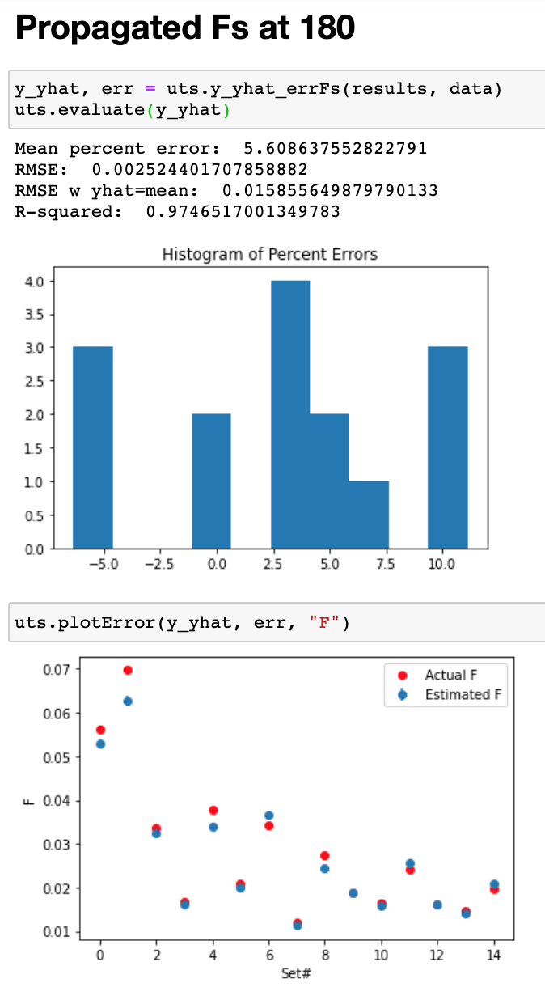 Propagated Fs at 180
y_yhat, err = uts.y_yhat_errFs(results, data)
uts.evaluate(y_yhat)
Mean percent error:  5.608637552822791
RMSE:  0.002524401707858882
RMSE w yhat=mean:  0.015855649879790133
R-squared:  0.9746517001349783
Histogram of Percent Errors
4.0
3.5
3.0
2.5
2.0
1.5
1.0
0.5
0.0
−5.0 −2.5 0.0 2.5 5.0 7.5 10.0
uts.plotError(y_yhat, err, "F")
Actual F
Estimated F
0.07
0.06
0.05
0.04
0.03
0.02
0.01
F
0 2 4 6 8 10 12 14
Set#